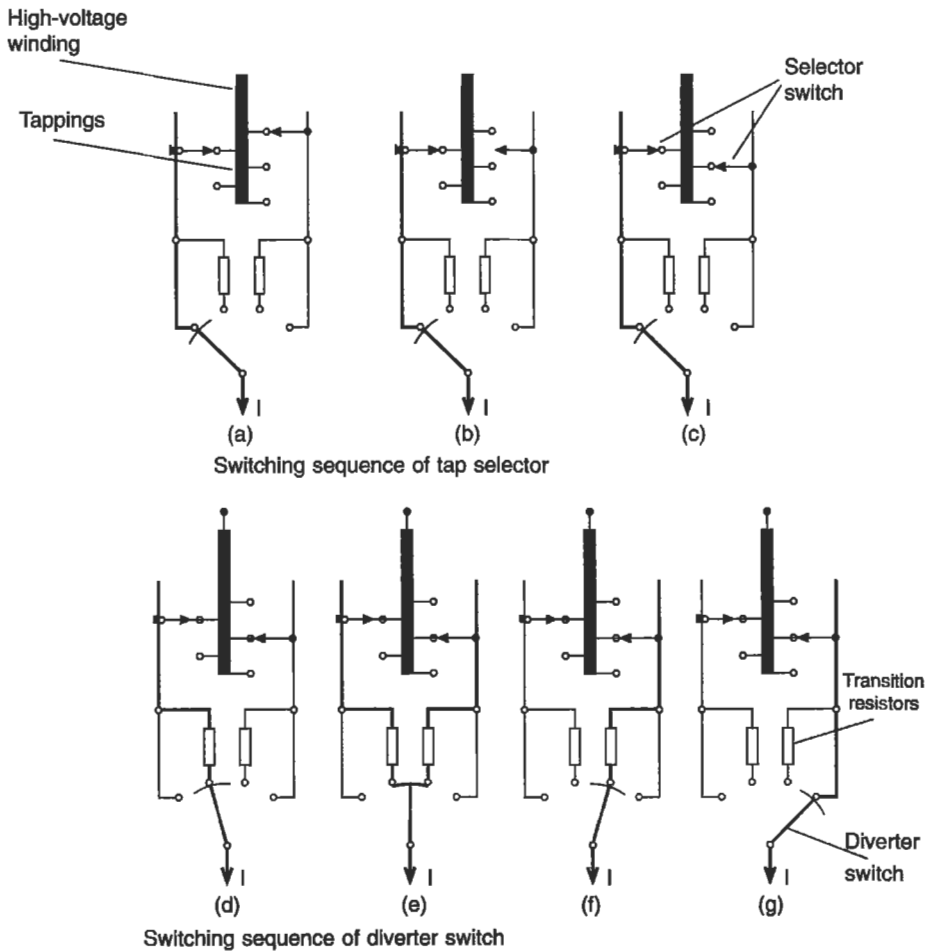 High-voltage
winding
Tappings
Selector
switch
I
I
I
(a)
(b)
(c)
Switching sequence of tap selector
Transition
resistors
Diverter
switch
I
I
I
I
(d)
(e)
(f)
(g)
Switching sequence of diverter switch